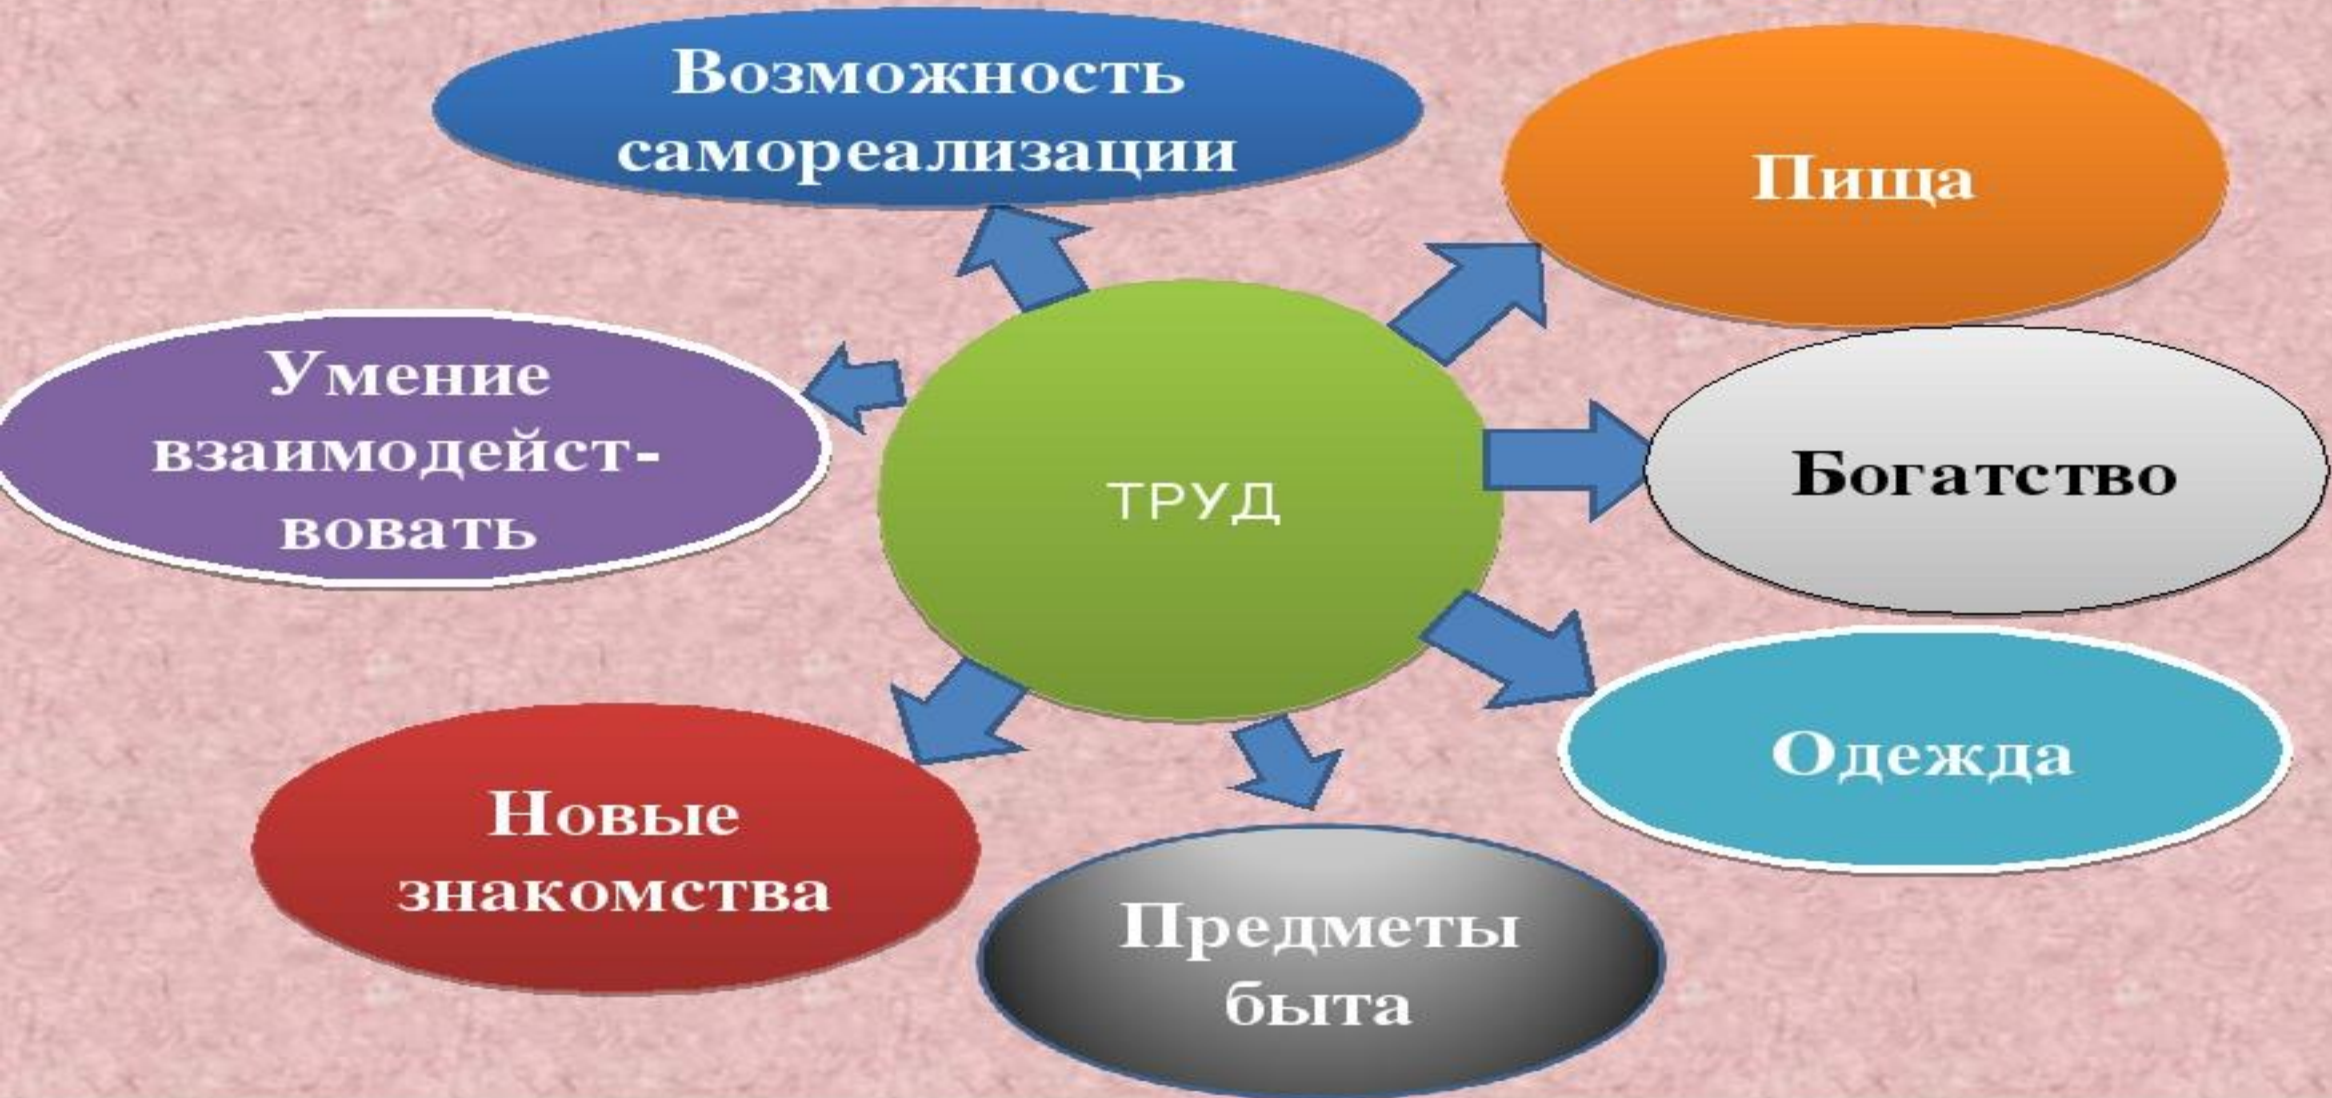 Возможность
самореализации
Пища
Умение
взаимодейст-
вовать
ТРУД
Богатство
Новые
знакомства
Одежда
Предметы
быта